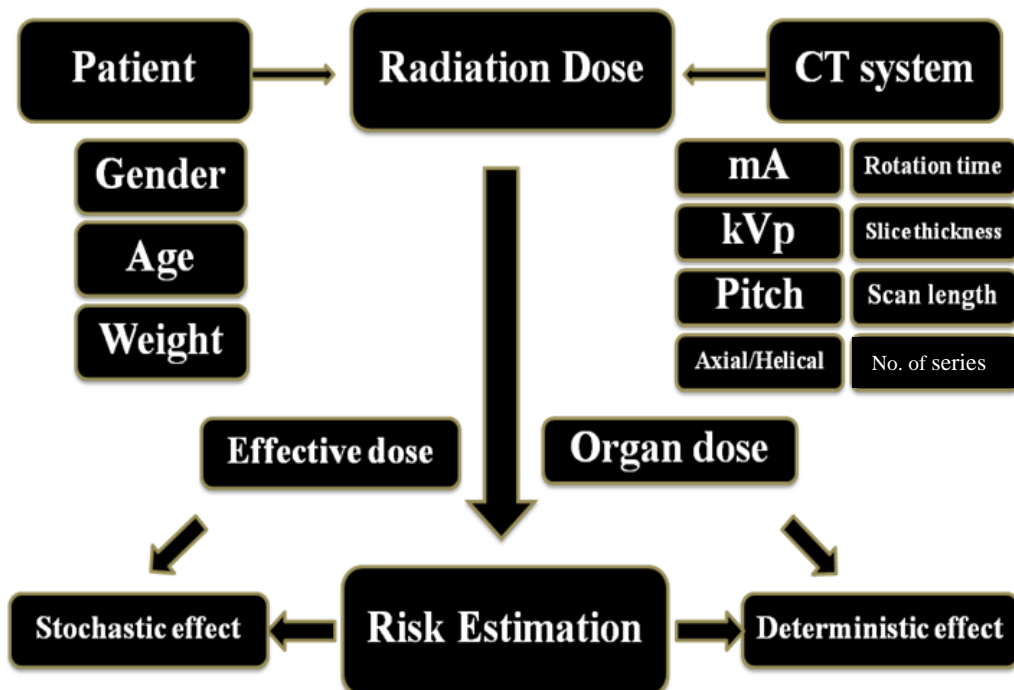 Patient
Radiation Dose
CT system
Gender
Age
Weight
mA
Rotation time
kVp
Slice thickness
Pitch
Scan length
Axial/Helical
No. of series
Effective dose
Organ dose
Stochastic effect
Risk Estimation
Deterministic effect